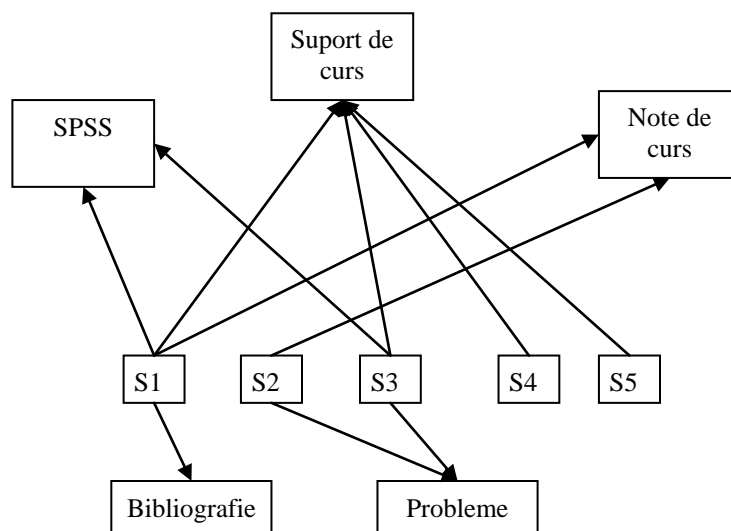 Suport de
curs
SPSS
Note de
curs
S1
S2
S3
S4
S5
Bibliografie
Probleme